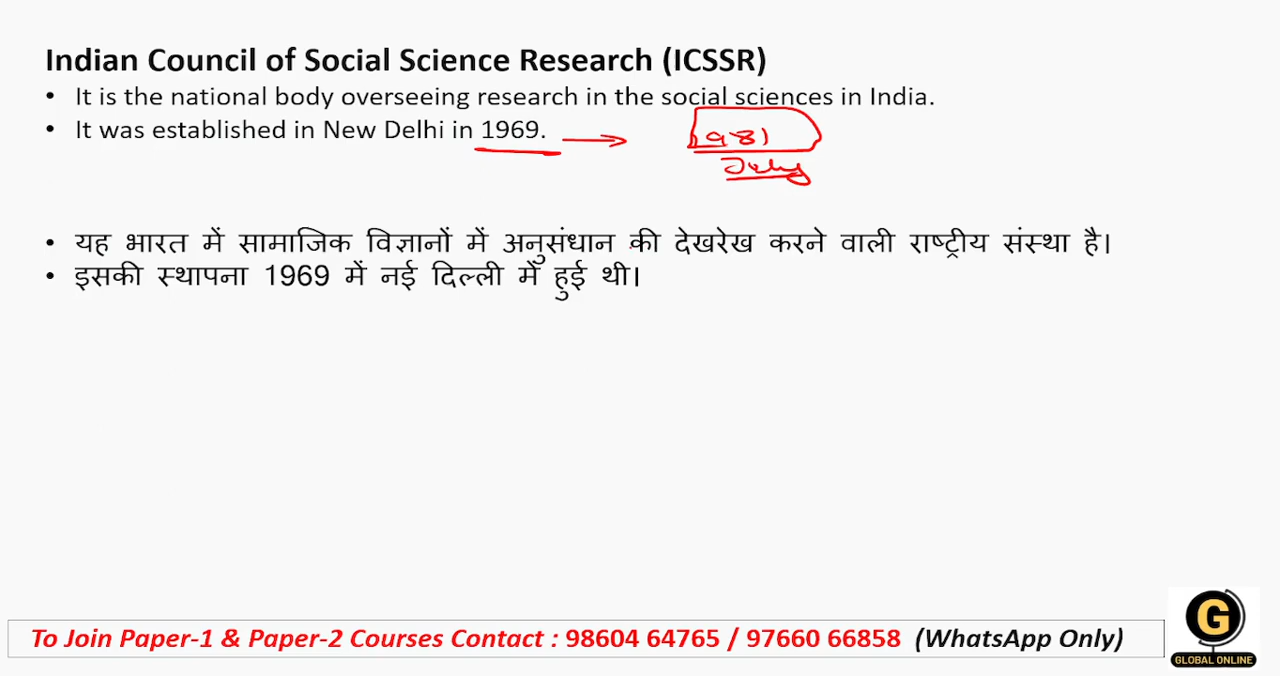 Indian Council of Social Science Research (ICSSR)
• It is the national body overseeing research in the social sciences in India.
• It was established in New Delhi in 1969. → 1981
July
• यह भारत में सामाजिक विज्ञानों में अनुसंधान की देखरेख करने वाली राष्ट्रीय संस्था है।
• इसकी स्थापना 1969 में नई दिल्ली में हुई थी।
To Join Paper-1 & Paper-2 Courses Contact : 98604 64765 / 97660 66858 (WhatsApp Only)
G
GLOBAL ONLINE